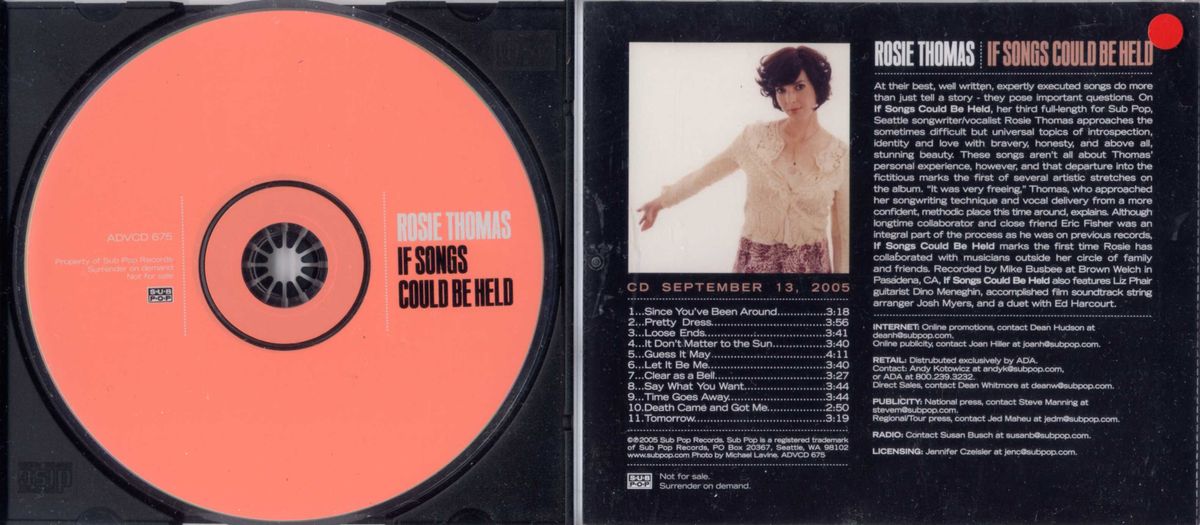 ADVCD 675
Property of Sub Pop Records
Surrender on demand
Not for sale
SUB
POP
ROSIE THOMAS
IF SONGS
COULD BE HELD
CD SEPTEMBER 13, 2005
1...Since You've Been Around...............3:18
2...Pretty Dress..................................3:56
3...Loose Ends...................................3:41
4...It Don't Matter to the Sun.............3:40
5...Guess It May.................................4:11
6...Let It Be Me..................................3:40
7...Clear as a Bell...............................3:27
8...Say What You Want......................3:44
9...Time Goes Away...........................3:44
10..Death Came and Got Me...............2:50
11..Tomorrow....................................3:19
©℗2005 Sub Pop Records. Sub Pop is a registered trademark
of Sub Pop Records, PO Box 20367, Seattle, WA 98102
www.subpop.com Photo by Michael Lavine. ADVCD 675
SUB
POP
Not for sale.
Surrender on demand.
ROSIE THOMAS IF SONGS COULD BE HELD
At their best, well written, expertly executed songs do more
than just tell a story - they pose important questions. On
If Songs Could Be Held, her third full-length for Sub Pop,
Seattle songwriter/vocalist Rosie Thomas approaches the
sometimes difficult but universal topics of introspection,
identity and love with bravery, honesty, and above all,
stunning beauty. These songs aren't all about Thomas'
personal experience, however, and that departure into the
fictitious marks the first of several artistic stretches on
the album. "It was very freeing," Thomas, who approached
her songwriting technique and vocal delivery from a more
confident, methodic place this time around, explains. Although
longtime collaborator and close friend Eric Fisher was an
integral part of the process as he was on previous records,
If Songs Could Be Held marks the first time Rosie has
collaborated with musicians outside her circle of family
and friends. Recorded by Mike Busbee at Brown Welch in
Pasadena, CA, If Songs Could Be Held also features Liz Phair
guitarist Dino Meneghin, accomplished film soundtrack string
arranger Josh Myers, and a duet with Ed Harcourt.
INTERNET: Online promotions, contact Dean Hudson at
deanh@subpop.com.
Online publicity, contact Joan Hiller at joanh@subpop.com.
RETAIL: Distrubuted exclusively by ADA.
Contact: Andy Kotowicz at andyk@subpop.com,
or ADA at 800.239.3232.
Direct Sales, contact Dean Whitmore at deanw@subpop.com.
PUBLICITY: National press, contact Steve Manning at
stevem@subpop.com.
Regional/Tour press, contact Jed Maheu at jedm@subpop.com.
RADIO: Contact Susan Busch at susanb@subpop.com.
LICENSING: Jennifer Czeisler at jenc@subpop.com.